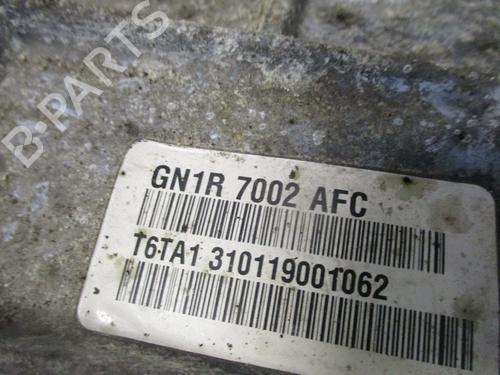 B-PARTS
GN1R 7002 AFC
T6TA1 310119001062